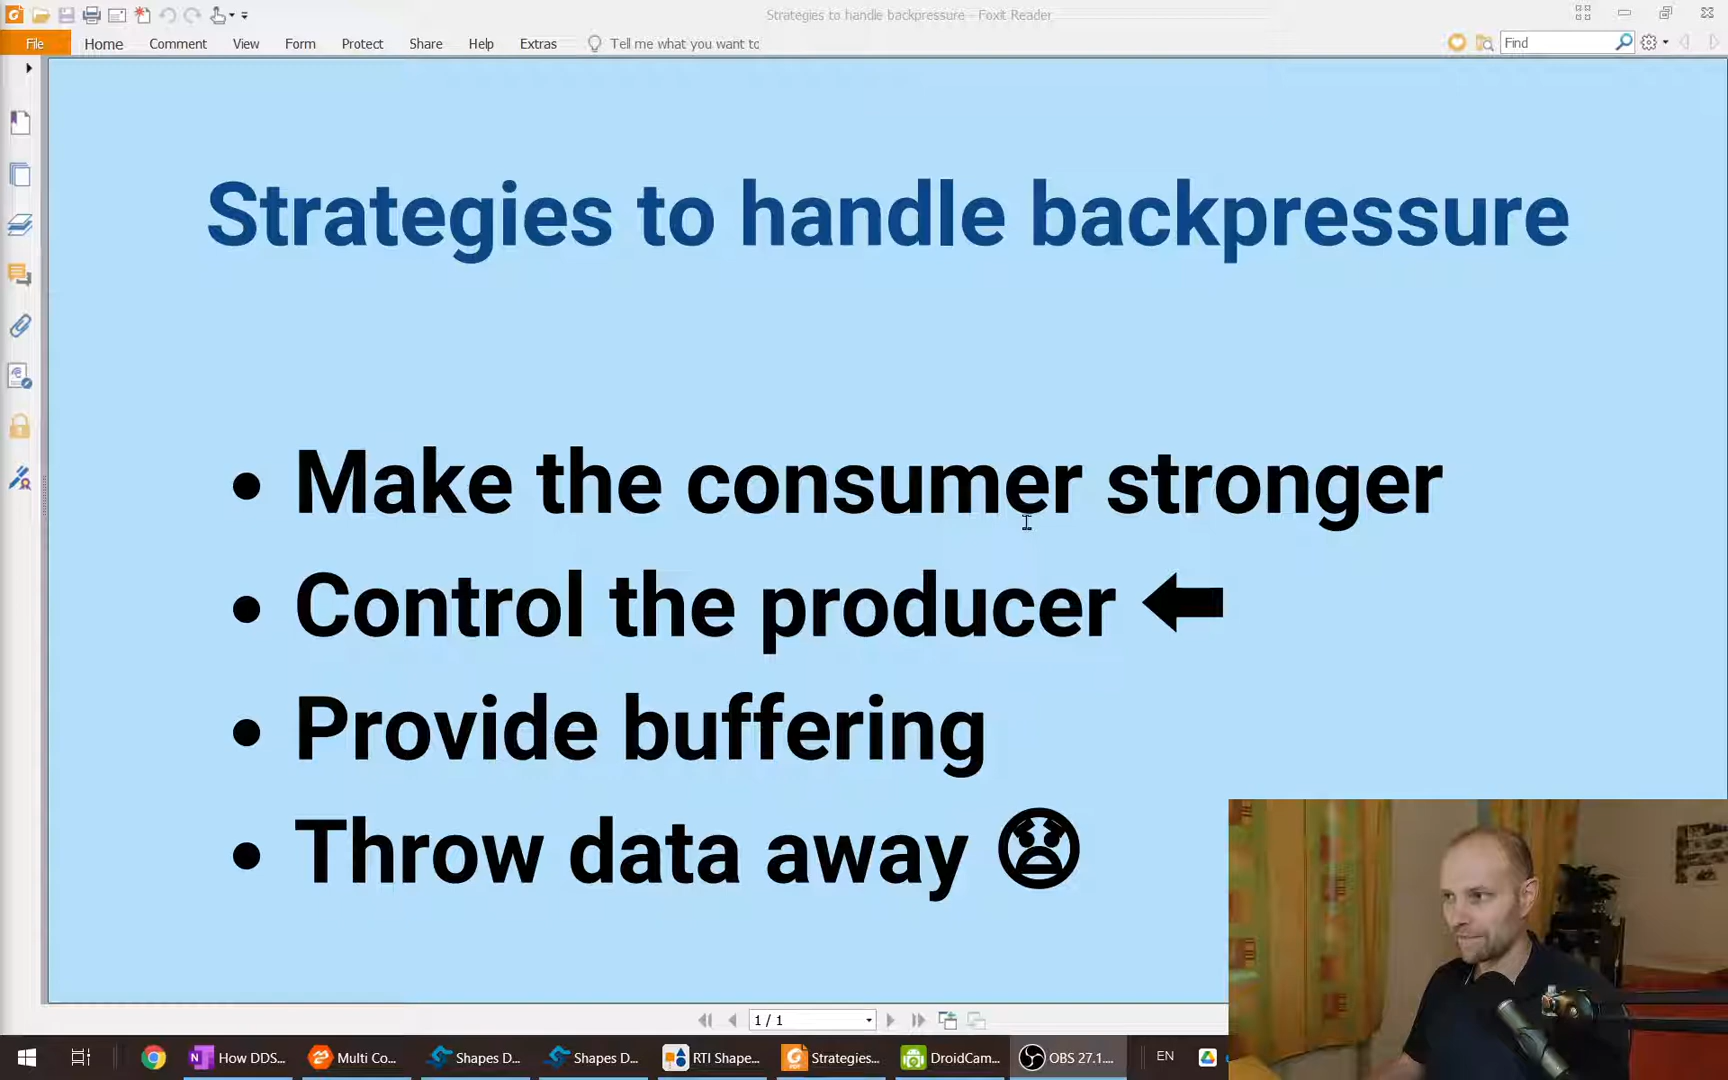 Strategies to handle backpressure - Foxit Reader
File Home Comment View Form Protect Share Help Extras Tell me what you want to Find
Strategies to handle backpressure
• Make the consumer stronger
• Control the producer ⬅
• Provide buffering
• Throw data away 😫
1 / 1
How DDS... Multi Co... Shapes D... Shapes D... RTI Shape... Strategies... DroidCam... OBS 27.1.... EN